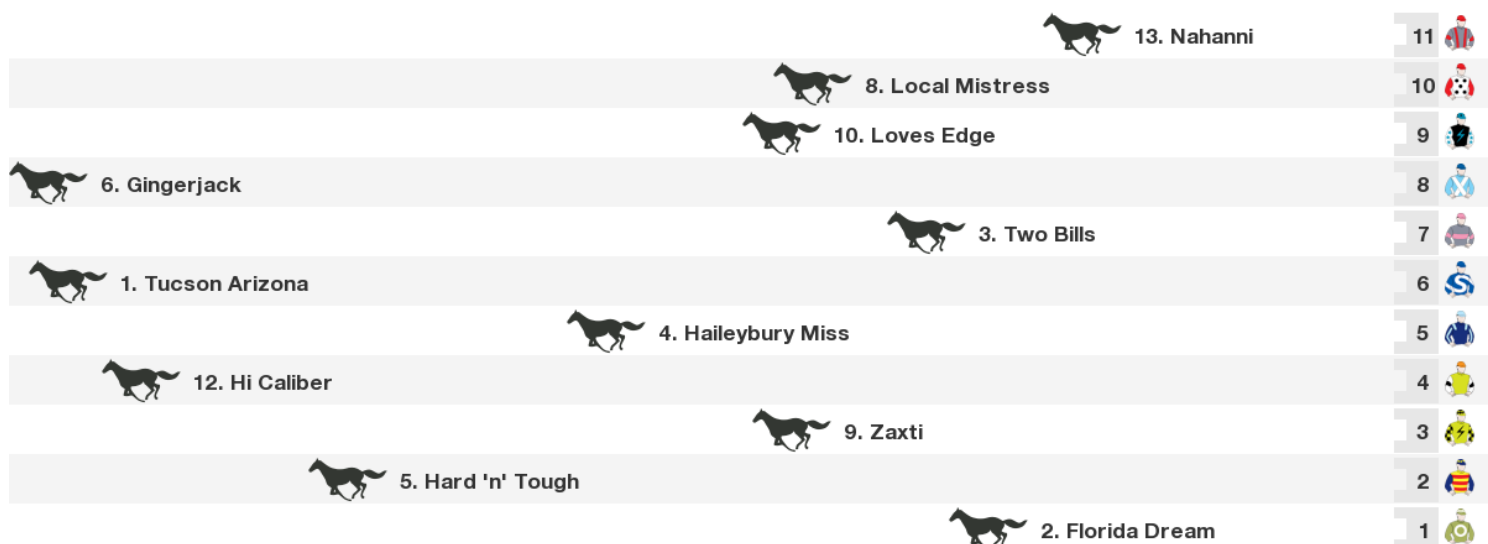 13. Nahanni 11
8. Local Mistress 10
10. Loves Edge 9
6. Gingerjack 8
3. Two Bills 7
1. Tucson Arizona 6
4. Haileybury Miss 5
12. Hi Caliber 4
9. Zaxti 3
5. Hard 'n' Tough 2
2. Florida Dream 1